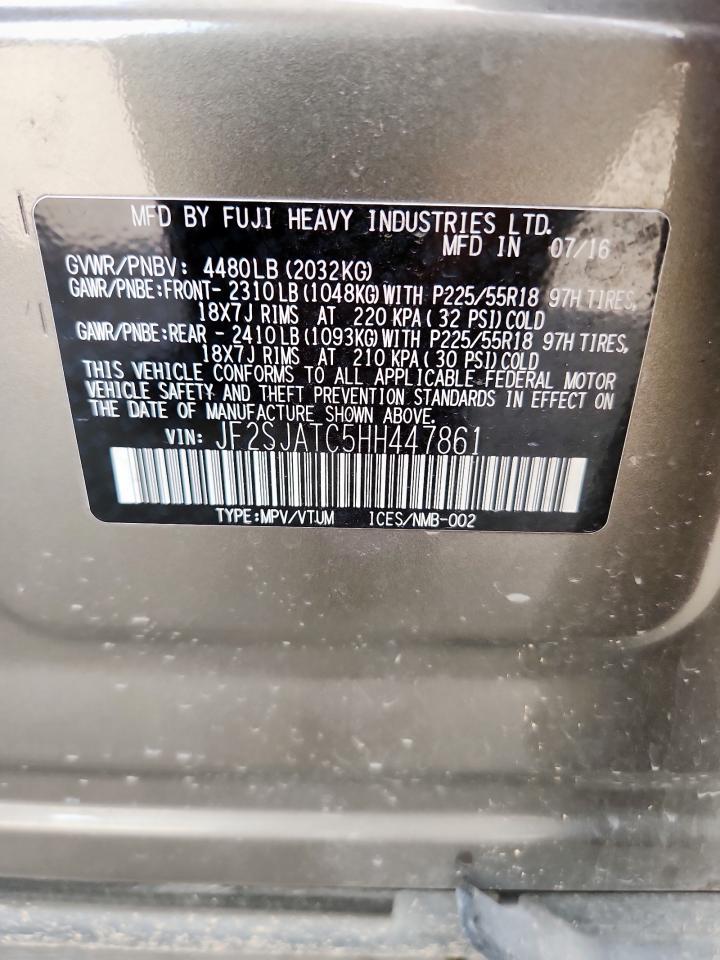 MFD BY FUJI HEAVY INDUSTRIES LTD.
MFD IN 07/16
GVWR/PNBV: 4480LB (2032KG)
GAWR/PNBE:FRONT- 2310LB (1048KG) WITH P225/55R18 97H TIRES,
18X7J RIMS AT 220 KPA ( 32 PSI) COLD
GAWR/PNBE:REAR - 2410LB (1093KG) WITH P225/55R18 97H TIRES,
18X7J RIMS AT 210 KPA ( 30 PSI) COLD
THIS VEHICLE CONFORMS TO ALL APPLICABLE FEDERAL MOTOR
VEHICLE SAFETY AND THEFT PREVENTION STANDARDS IN EFFECT ON
THE DATE OF MANUFACTURE SHOWN ABOVE.
VIN: JF2SJATC5HH447861
TYPE:MPV/VTUM ICES/NMB-002